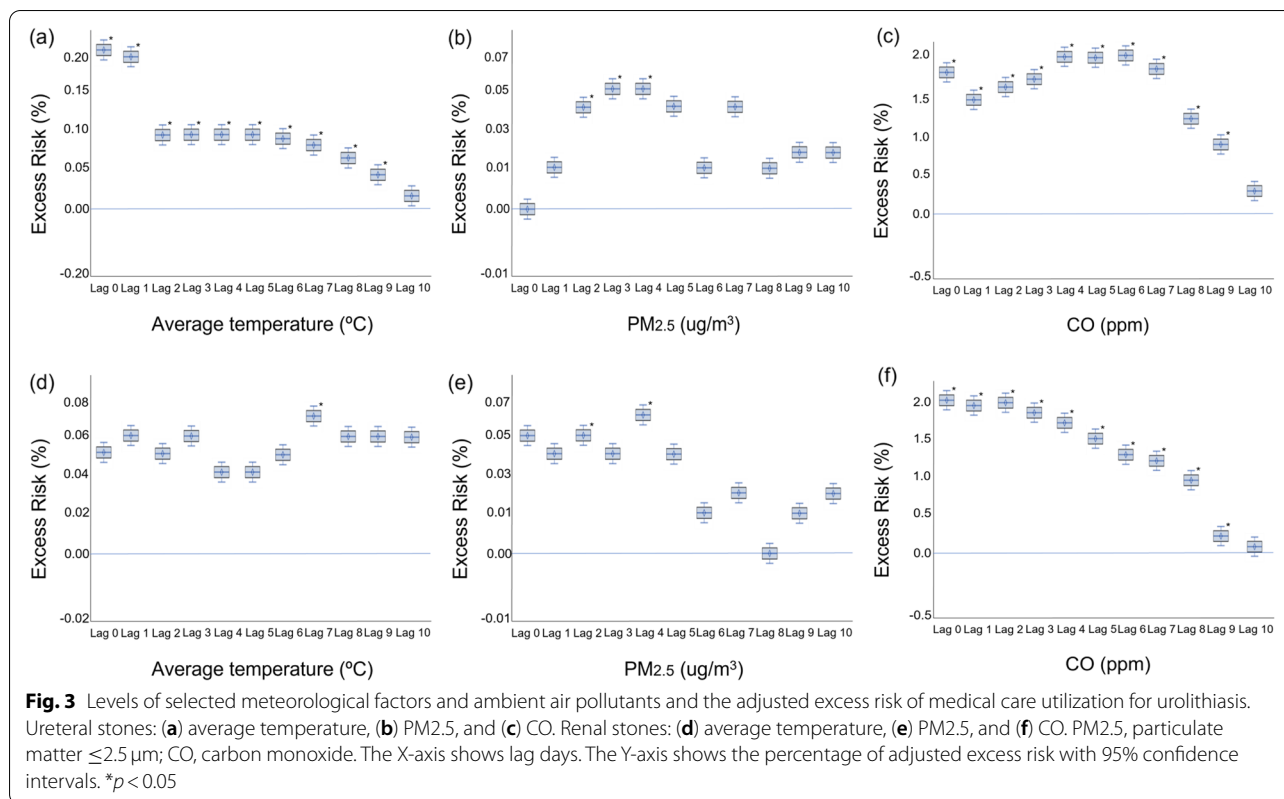 (a)
Excess Risk (%)
0.20
0.15
0.10
0.05
0.00
-0.20
* * * * * * * * * *
Lag 0 Lag 1 Lag 2 Lag 3 Lag 4 Lag 5 Lag 6 Lag 7 Lag 8 Lag 9 Lag 10
Average temperature (ºC)
(b)
Excess Risk (%)
0.07
0.05
0.03
0.01
0.00
-0.01
* * *
Lag 0 Lag 1 Lag 2 Lag 3 Lag 4 Lag 5 Lag 6 Lag 7 Lag 8 Lag 9 Lag 10
PM2.5 (ug/m³)
(c)
Excess Risk (%)
2.0
1.5
1.0
0.5
0.0
-0.5
* * * * * * * * * *
Lag 0 Lag 1 Lag 2 Lag 3 Lag 4 Lag 5 Lag 6 Lag 7 Lag 8 Lag 9 Lag 10
CO (ppm)
(d)
Excess Risk (%)
0.08
0.06
0.04
0.02
0.00
-0.02
*
Lag 0 Lag 1 Lag 2 Lag 3 Lag 4 Lag 5 Lag 6 Lag 7 Lag 8 Lag 9 Lag 10
Average temperature (ºC)
(e)
Excess Risk (%)
0.07
0.05
0.03
0.01
0.00
-0.01
* *
Lag 0 Lag 1 Lag 2 Lag 3 Lag 4 Lag 5 Lag 6 Lag 7 Lag 8 Lag 9 Lag 10
PM2.5 (ug/m³)
(f)
Excess Risk (%)
2.0
1.5
1.0
0.5
0.0
-0.5
* * * * * * * * * *
Lag 0 Lag 1 Lag 2 Lag 3 Lag 4 Lag 5 Lag 6 Lag 7 Lag 8 Lag 9 Lag 10
CO (ppm)
Fig. 3 Levels of selected meteorological factors and ambient air pollutants and the adjusted excess risk of medical care utilization for urolithiasis.
Ureteral stones: (a) average temperature, (b) PM2.5, and (c) CO. Renal stones: (d) average temperature, (e) PM2.5, and (f) CO. PM2.5, particulate
matter ≤2.5 μm; CO, carbon monoxide. The X-axis shows lag days. The Y-axis shows the percentage of adjusted excess risk with 95% confidence
intervals. *p < 0.05